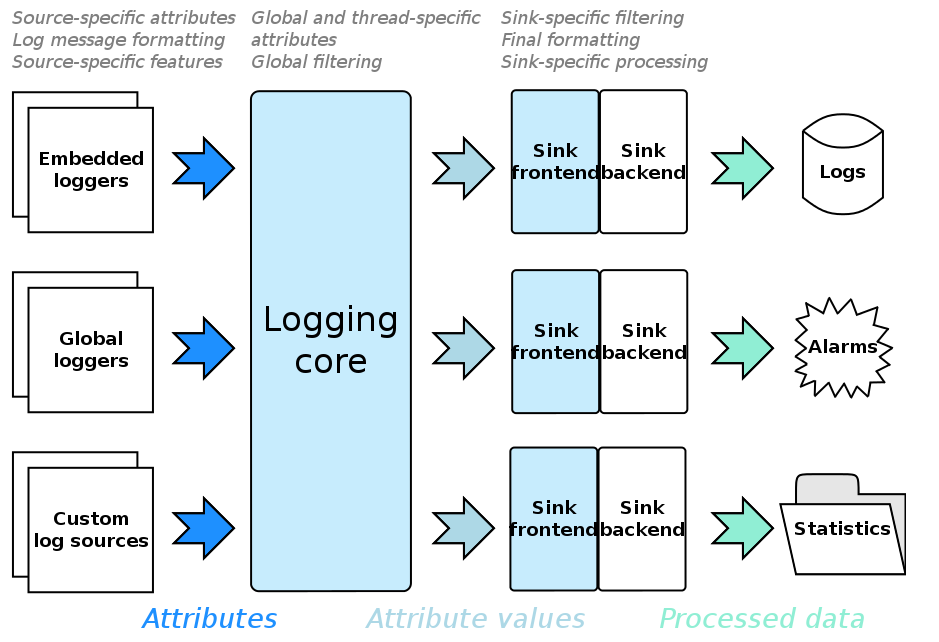 Source-specific attributes
Log message formatting
Source-specific features
Global and thread-specific
attributes
Global filtering
Sink-specific filtering
Final formatting
Sink-specific processing
Embedded
loggers
Sink
frontend
Sink
backend
Logs
Logging
core
Global
loggers
Sink
frontend
Sink
backend
Alarms
Custom
log sources
Sink
frontend
Sink
backend
Statistics
Attributes
Attribute values
Processed data